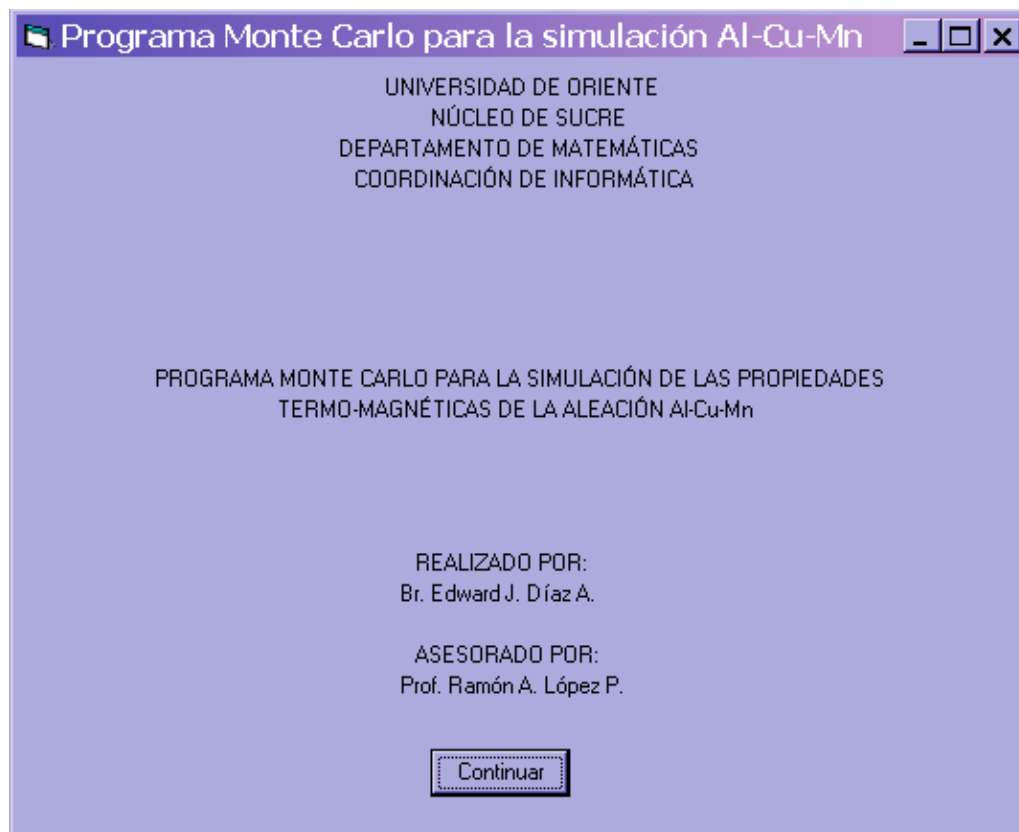 Programa Monte Carlo para la simulación Al-Cu-Mn
UNIVERSIDAD DE ORIENTE
NÚCLEO DE SUCRE
DEPARTAMENTO DE MATEMÁTICAS
COORDINACIÓN DE INFORMÁTICA
PROGRAMA MONTE CARLO PARA LA SIMULACIÓN DE LAS PROPIEDADES
TERMO-MAGNÉTICAS DE LA ALEACIÓN Al-Cu-Mn
REALIZADO POR:
Br. Edward J. Díaz A.
ASESORADO POR:
Prof. Ramón A. López P.
Continuar